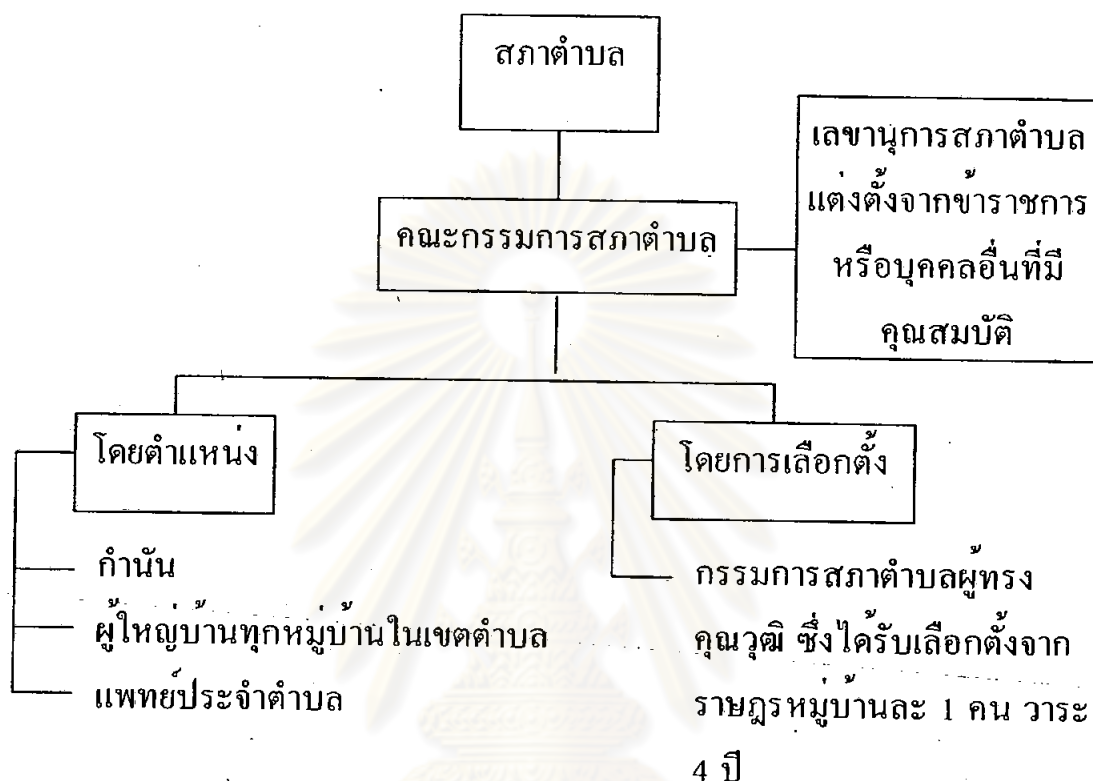 สภาตำบล
เลขานุการสภาตำบล
แต่งตั้งจากข้าราชการ
หรือบุคคลอื่นที่มี
คุณสมบัติ
คณะกรรมการสภาตำบล
โดยตำแหน่ง
กำนัน
ผู้ใหญ่บ้านทุกหมู่บ้านในเขตตำบล
แพทย์ประจำตำบล
โดยการเลือกตั้ง
กรรมการสภาตำบลผู้ทรง
คุณวุฒิ ซึ่งได้รับเลือกตั้งจาก
ราษฎรหมู่บ้านละ 1 คน วาระ
4 ปี